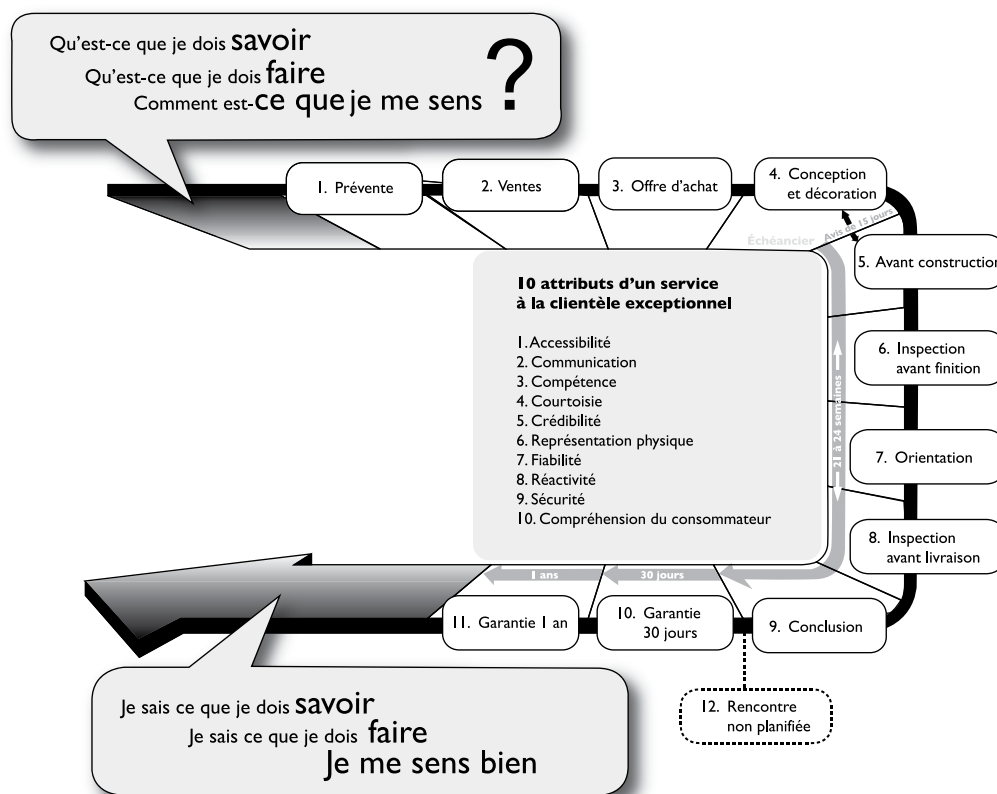 Qu'est-ce que je dois savoir
Qu'est-ce que je dois faire
Comment est-ce que je me sens
?
1. Prévente
2. Ventes
3. Offre d'achat
4. Conception
et décoration
Échéancier
Avis de 15 jours
5. Avant construction
6. Inspection
avant finition
21 à 24 semaines
7. Orientation
8. Inspection
avant livraison
10 attributs d'un service
à la clientèle exceptionnel
1. Accessibilité
2. Communication
3. Compétence
4. Courtoisie
5. Crédibilité
6. Représentation physique
7. Fiabilité
8. Réactivité
9. Sécurité
10. Compréhension du consommateur
1 ans
30 jours
11. Garantie 1 an
10. Garantie
30 jours
9. Conclusion
12. Rencontre
non planifiée
Je sais ce que je dois savoir
Je sais ce que je dois faire
Je me sens bien